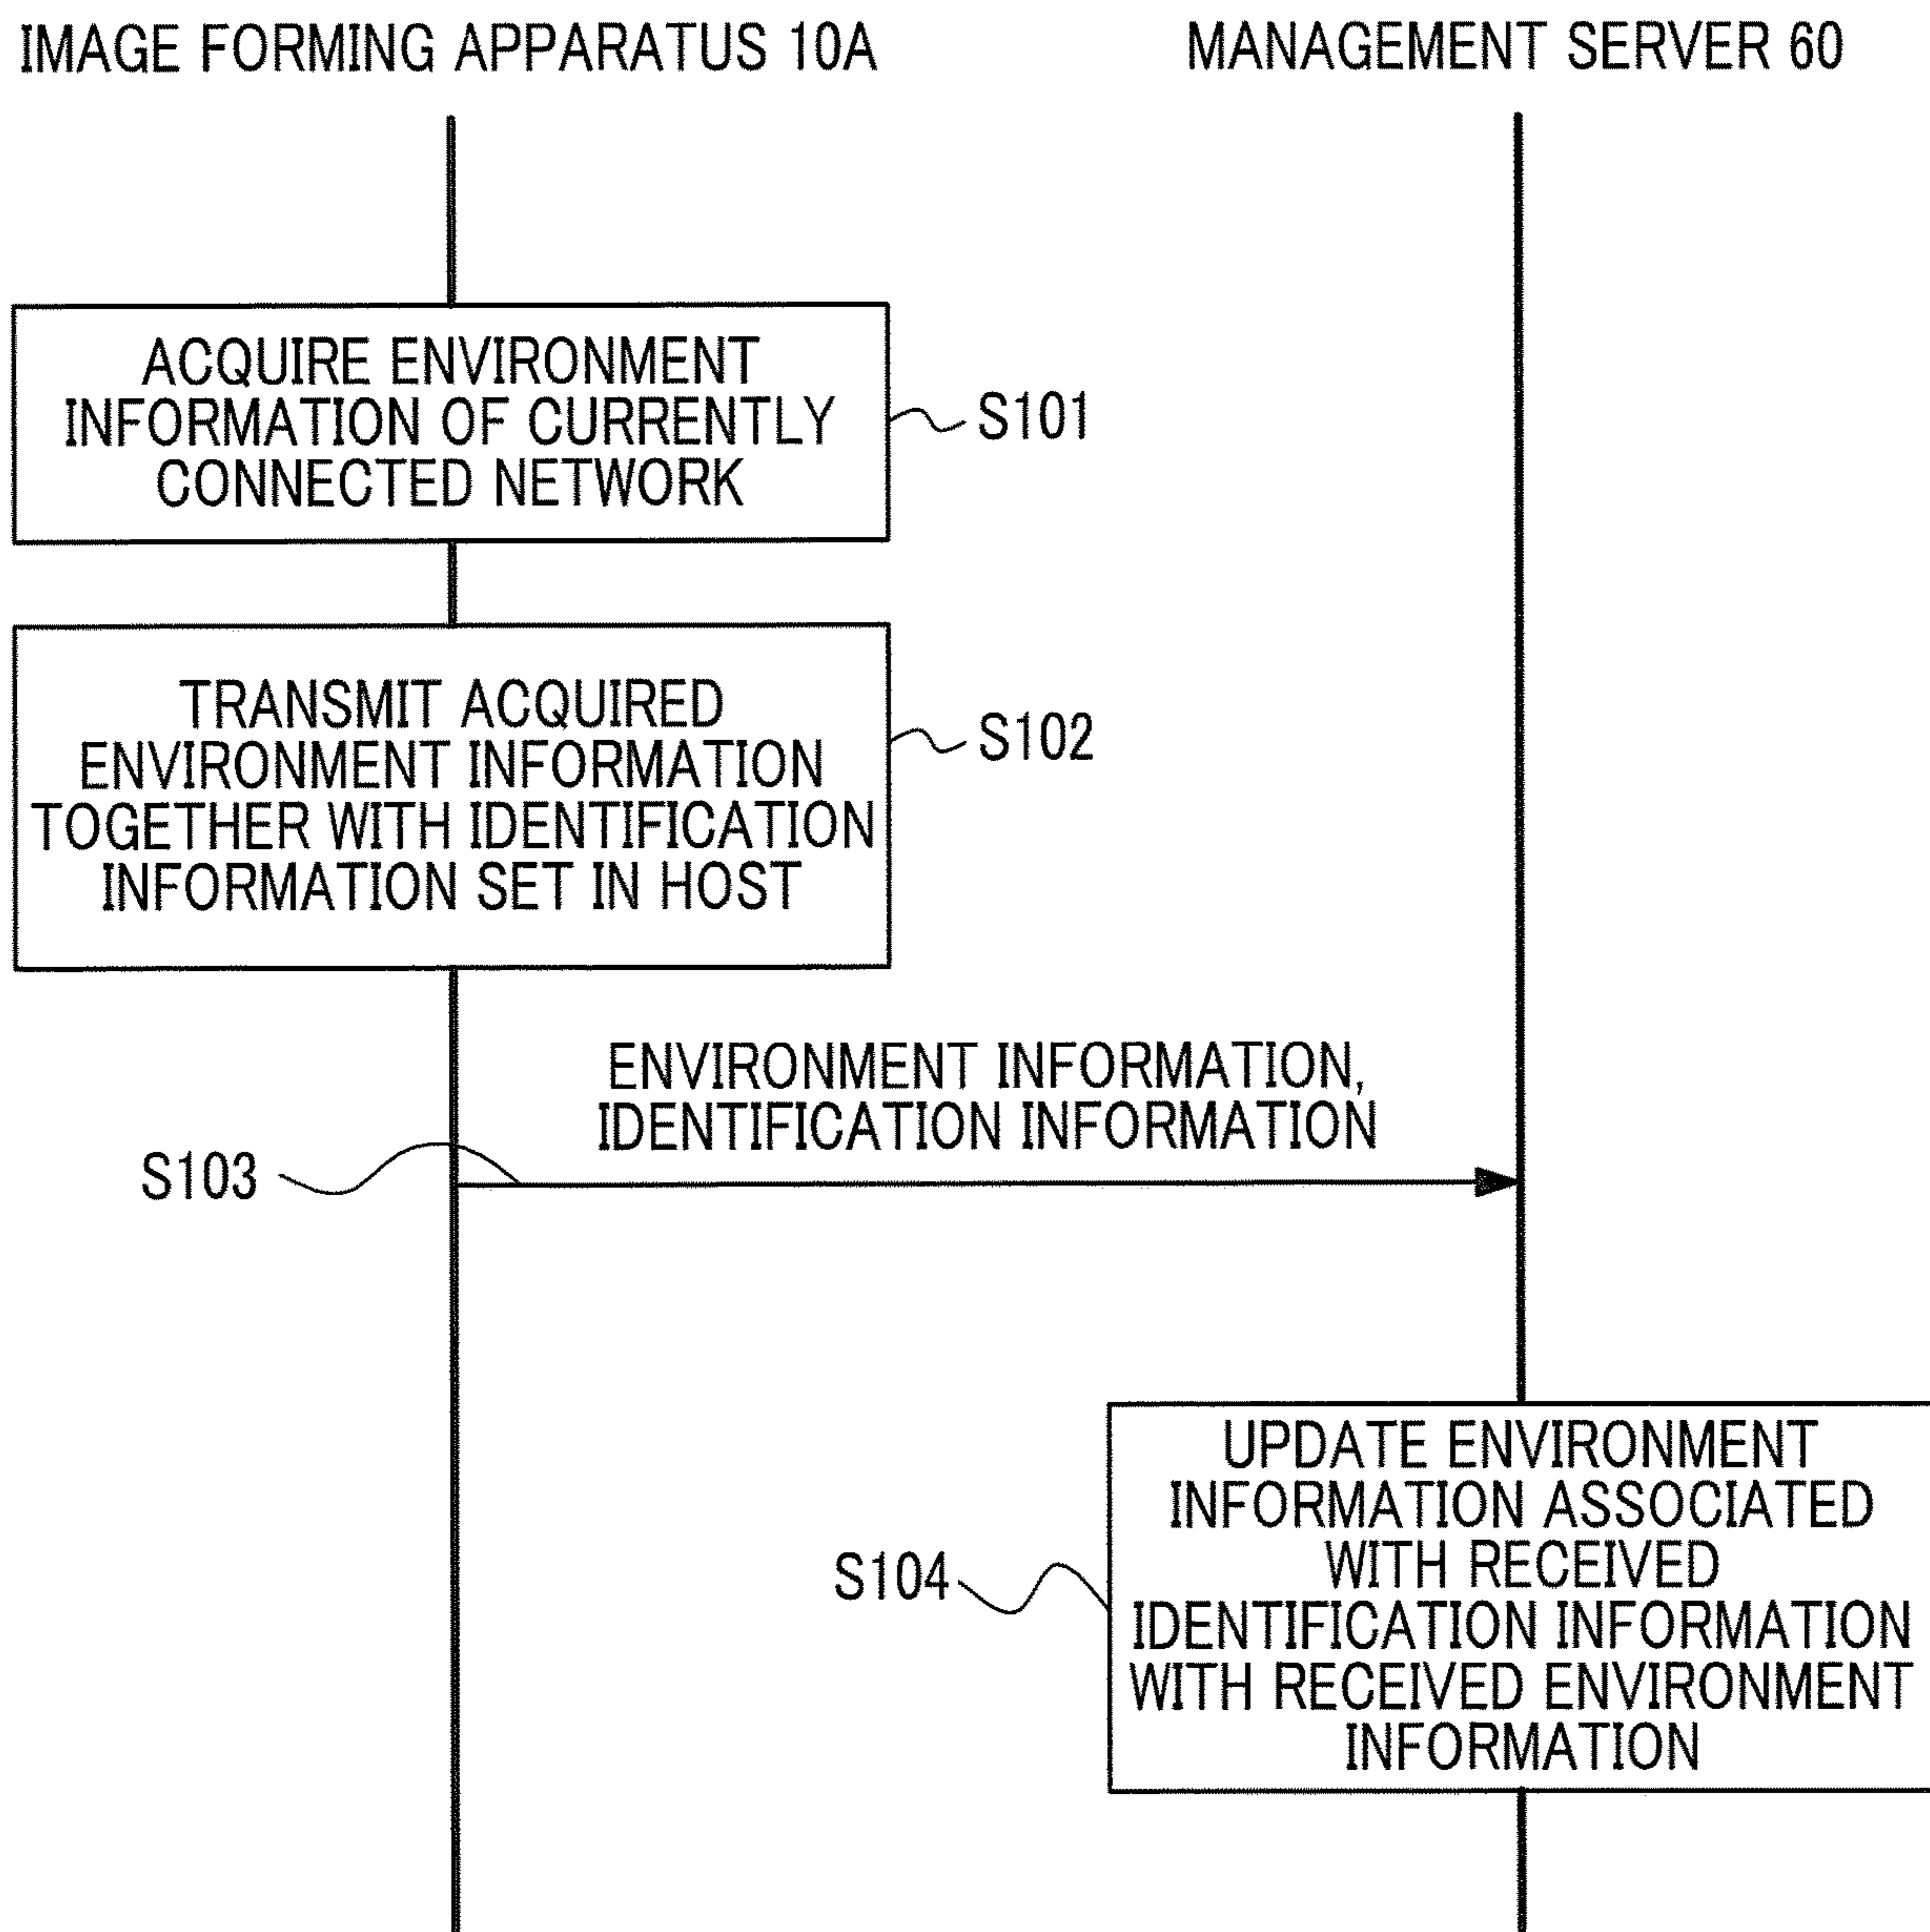 IMAGE FORMING APPARATUS 10A
MANAGEMENT SERVER 60
ACQUIRE ENVIRONMENT
INFORMATION OF CURRENTLY
CONNECTED NETWORK
S101
TRANSMIT ACQUIRED
ENVIRONMENT INFORMATION
TOGETHER WITH IDENTIFICATION
INFORMATION SET IN HOST
S102
ENVIRONMENT INFORMATION,
IDENTIFICATION INFORMATION
S103
UPDATE ENVIRONMENT
INFORMATION ASSOCIATED
WITH RECEIVED
IDENTIFICATION INFORMATION
WITH RECEIVED ENVIRONMENT
INFORMATION
S104